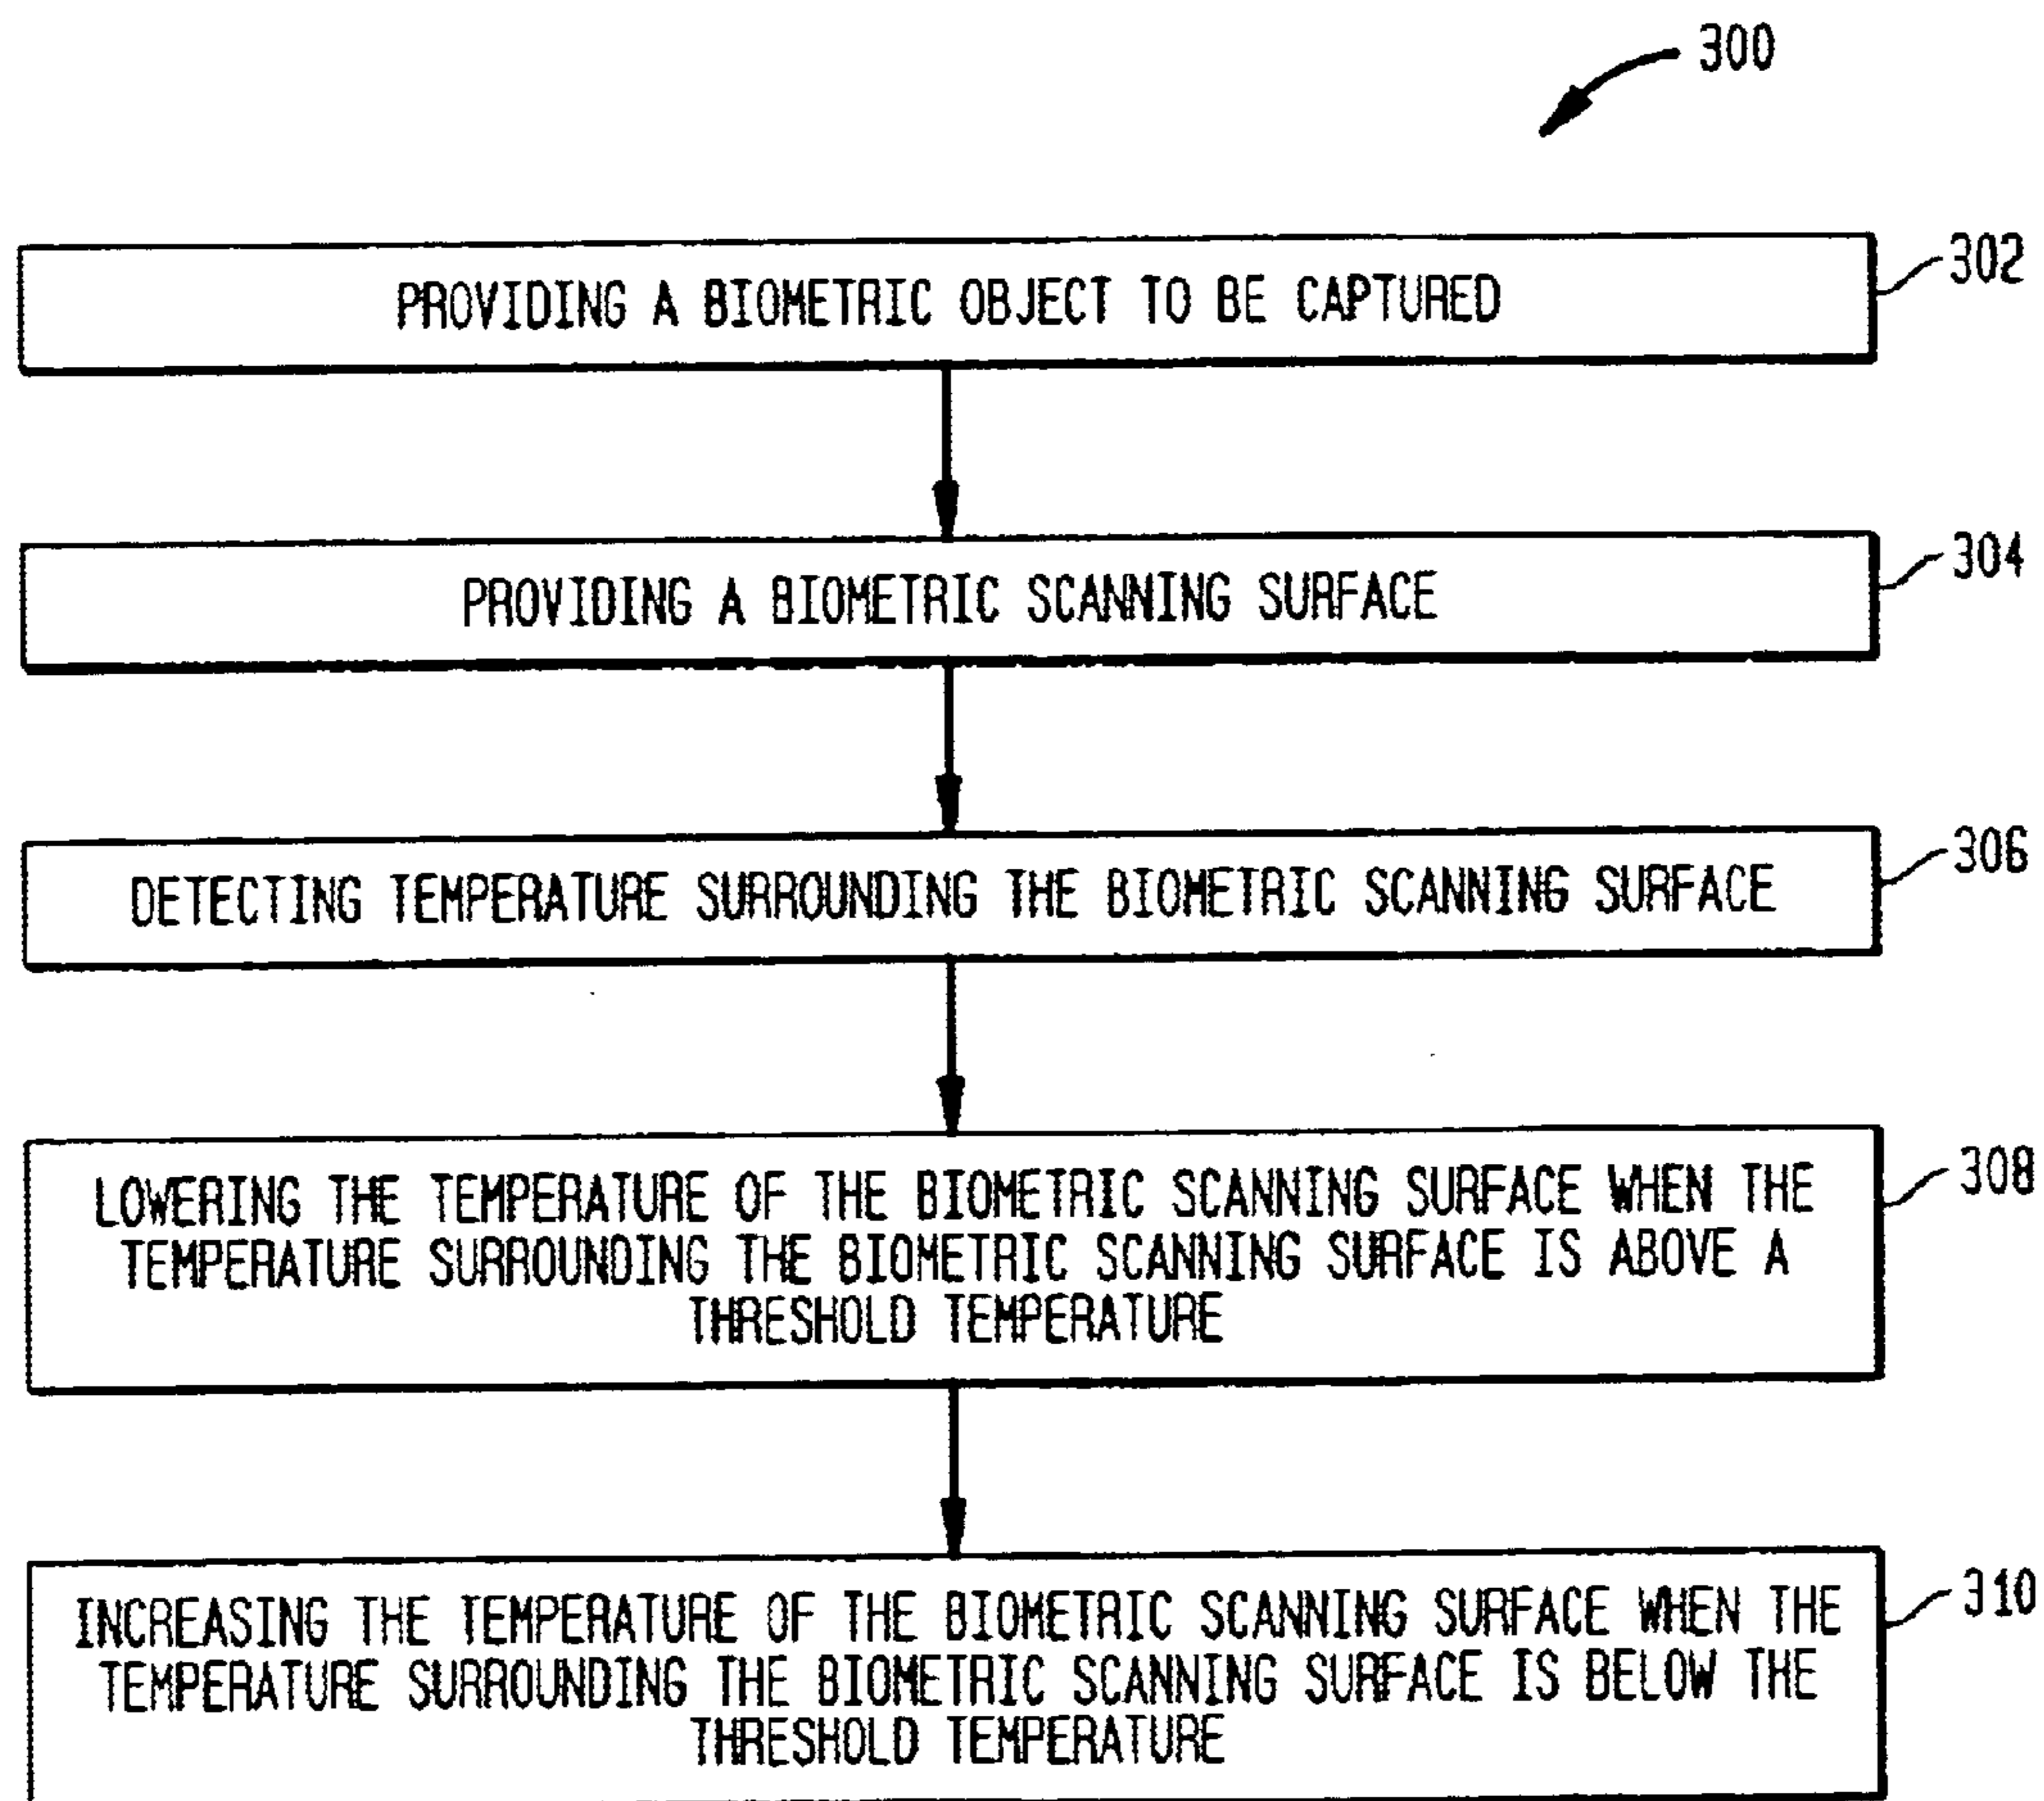 300
PROVIDING A BIOMETRIC OBJECT TO BE CAPTURED
302
PROVIDING A BIOMETRIC SCANNING SURFACE
304
DETECTING TEMPERATURE SURROUNDING THE BIOMETRIC SCANNING SURFACE
306
LOWERING THE TEMPERATURE OF THE BIOMETRIC SCANNING SURFACE WHEN THE
TEMPERATURE SURROUNDING THE BIOMETRIC SCANNING SURFACE IS ABOVE A
THRESHOLD TEMPERATURE
308
INCREASING THE TEMPERATURE OF THE BIOMETRIC SCANNING SURFACE WHEN THE
TEMPERATURE SURROUNDING THE BIOMETRIC SCANNING SURFACE IS BELOW THE
THRESHOLD TEMPERATURE
310